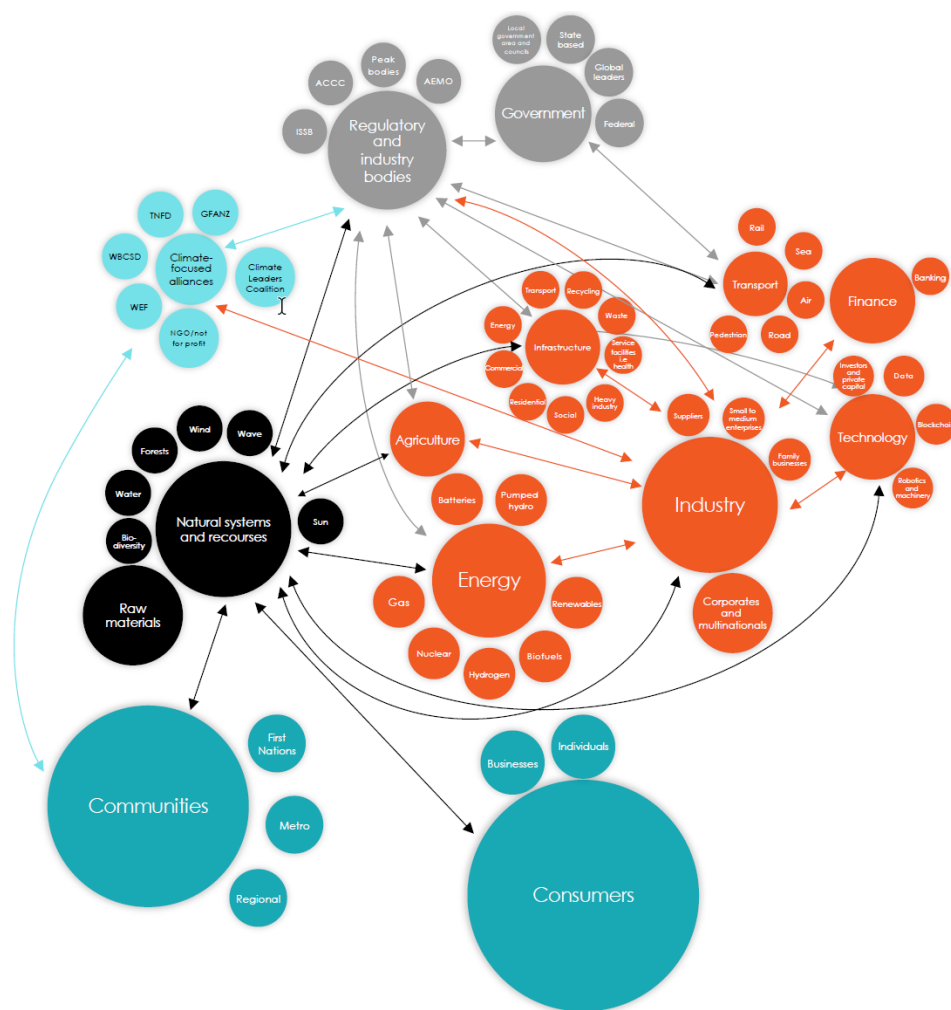 Local
government
area and
councils
State
based
Global
leaders
Federal
Government
Peak
bodies
ACCC
AEMO
ISSB
Regulatory
and
industry
bodies
TNFD
GFANZ
WBCSD
Climate-
focused
alliances
Climate
Leaders
Coalition
WEF
NGO/not
for profit
Rail
Sea
Transport
Air
Pedestrian
Road
Banking
Finance
Transport
Recycling
Energy
Waste
Infrastructure
Service
facilities
i.e
health
Commercial
Residential
Social
Heavy
industry
Investors
and
private
capital
Data
Blockchain
Technology
Robotics
and
machinery
Suppliers
Small to
medium
enterprises
Family
businesses
Industry
Corporates
and
multinationals
Agriculture
Batteries
Pumped
hydro
Energy
Gas
Renewables
Nuclear
Hydrogen
Biofuels
Wind
Wave
Forests
Water
Natural systems
and recourses
Sun
Bio-
diversity
Raw
materials
Communities
First
Nations
Metro
Regional
Businesses
Individuals
Consumers